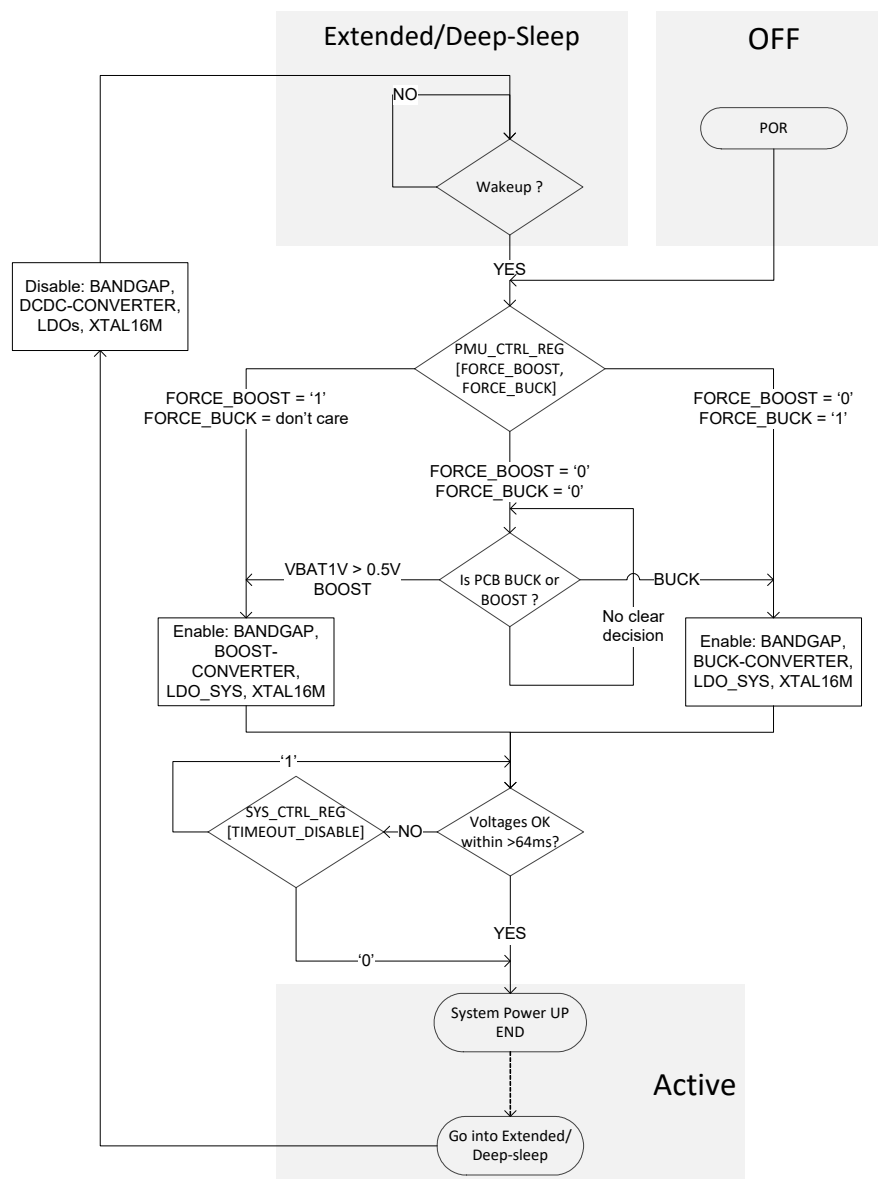 Extended/Deep-Sleep
OFF
NO
POR
Wakeup ?
YES
Disable: BANDGAP,
DCDC-CONVERTER,
LDOs, XTAL16M
PMU_CTRL_REG
[FORCE_BOOST,
FORCE_BUCK]
FORCE_BOOST = ‘1’
FORCE_BUCK = don’t care
FORCE_BOOST = ‘0’
FORCE_BUCK = ‘1’
FORCE_BOOST = ‘0’
FORCE_BUCK = ‘0’
VBAT1V > 0.5V
BOOST
Is PCB BUCK or
BOOST ?
BUCK
No clear
decision
Enable: BANDGAP,
BOOST-
CONVERTER,
LDO_SYS, XTAL16M
Enable: BANDGAP,
BUCK-CONVERTER,
LDO_SYS, XTAL16M
‘1’
SYS_CTRL_REG
[TIMEOUT_DISABLE]
NO
Voltages OK
within >64ms?
YES
‘0’
System Power UP
END
Active
Go into Extended/
Deep-sleep